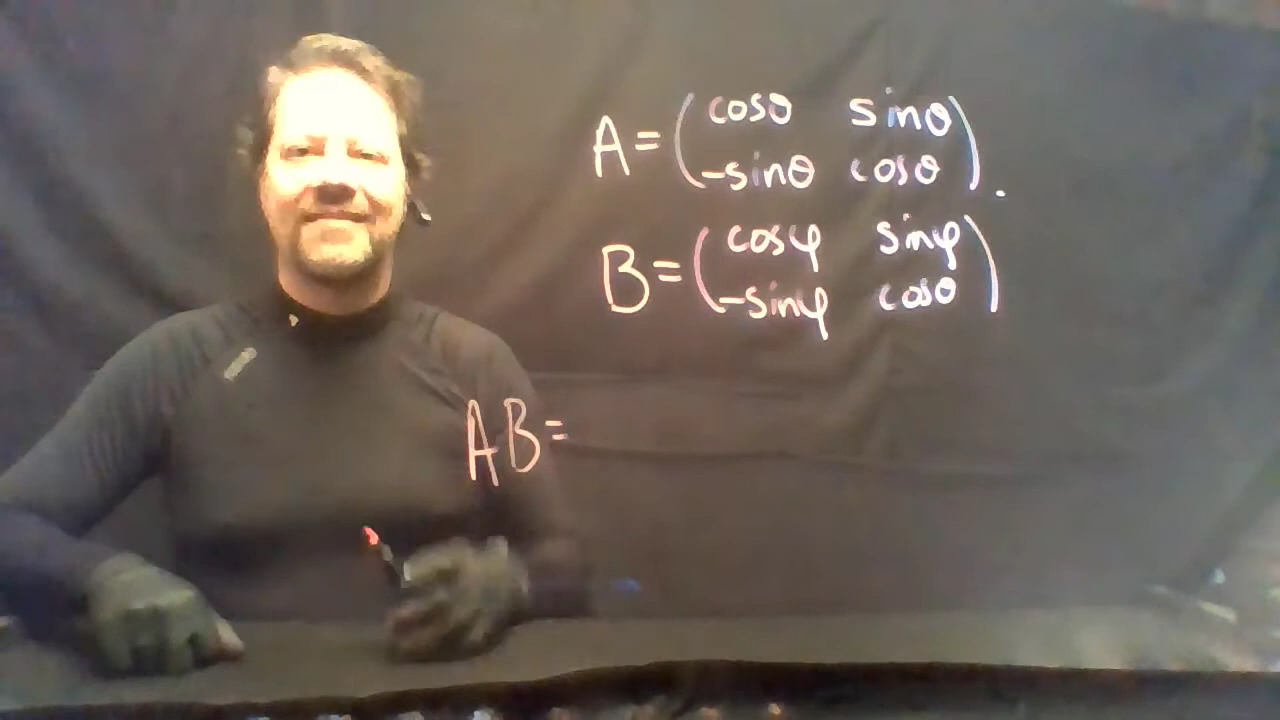 A = ( cosθ sinθ
-sinθ cosθ ).
B = ( cosφ sinφ
-sinφ cosθ )
AB =